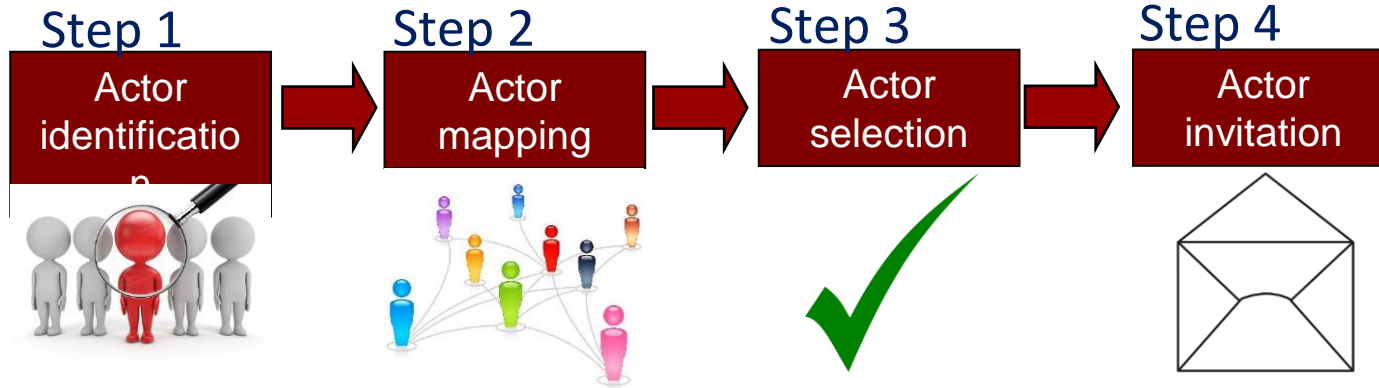 Step 1
Actor
identificatio
n
Step 2
Actor
mapping
Step 3
Actor
selection
Step 4
Actor
invitation